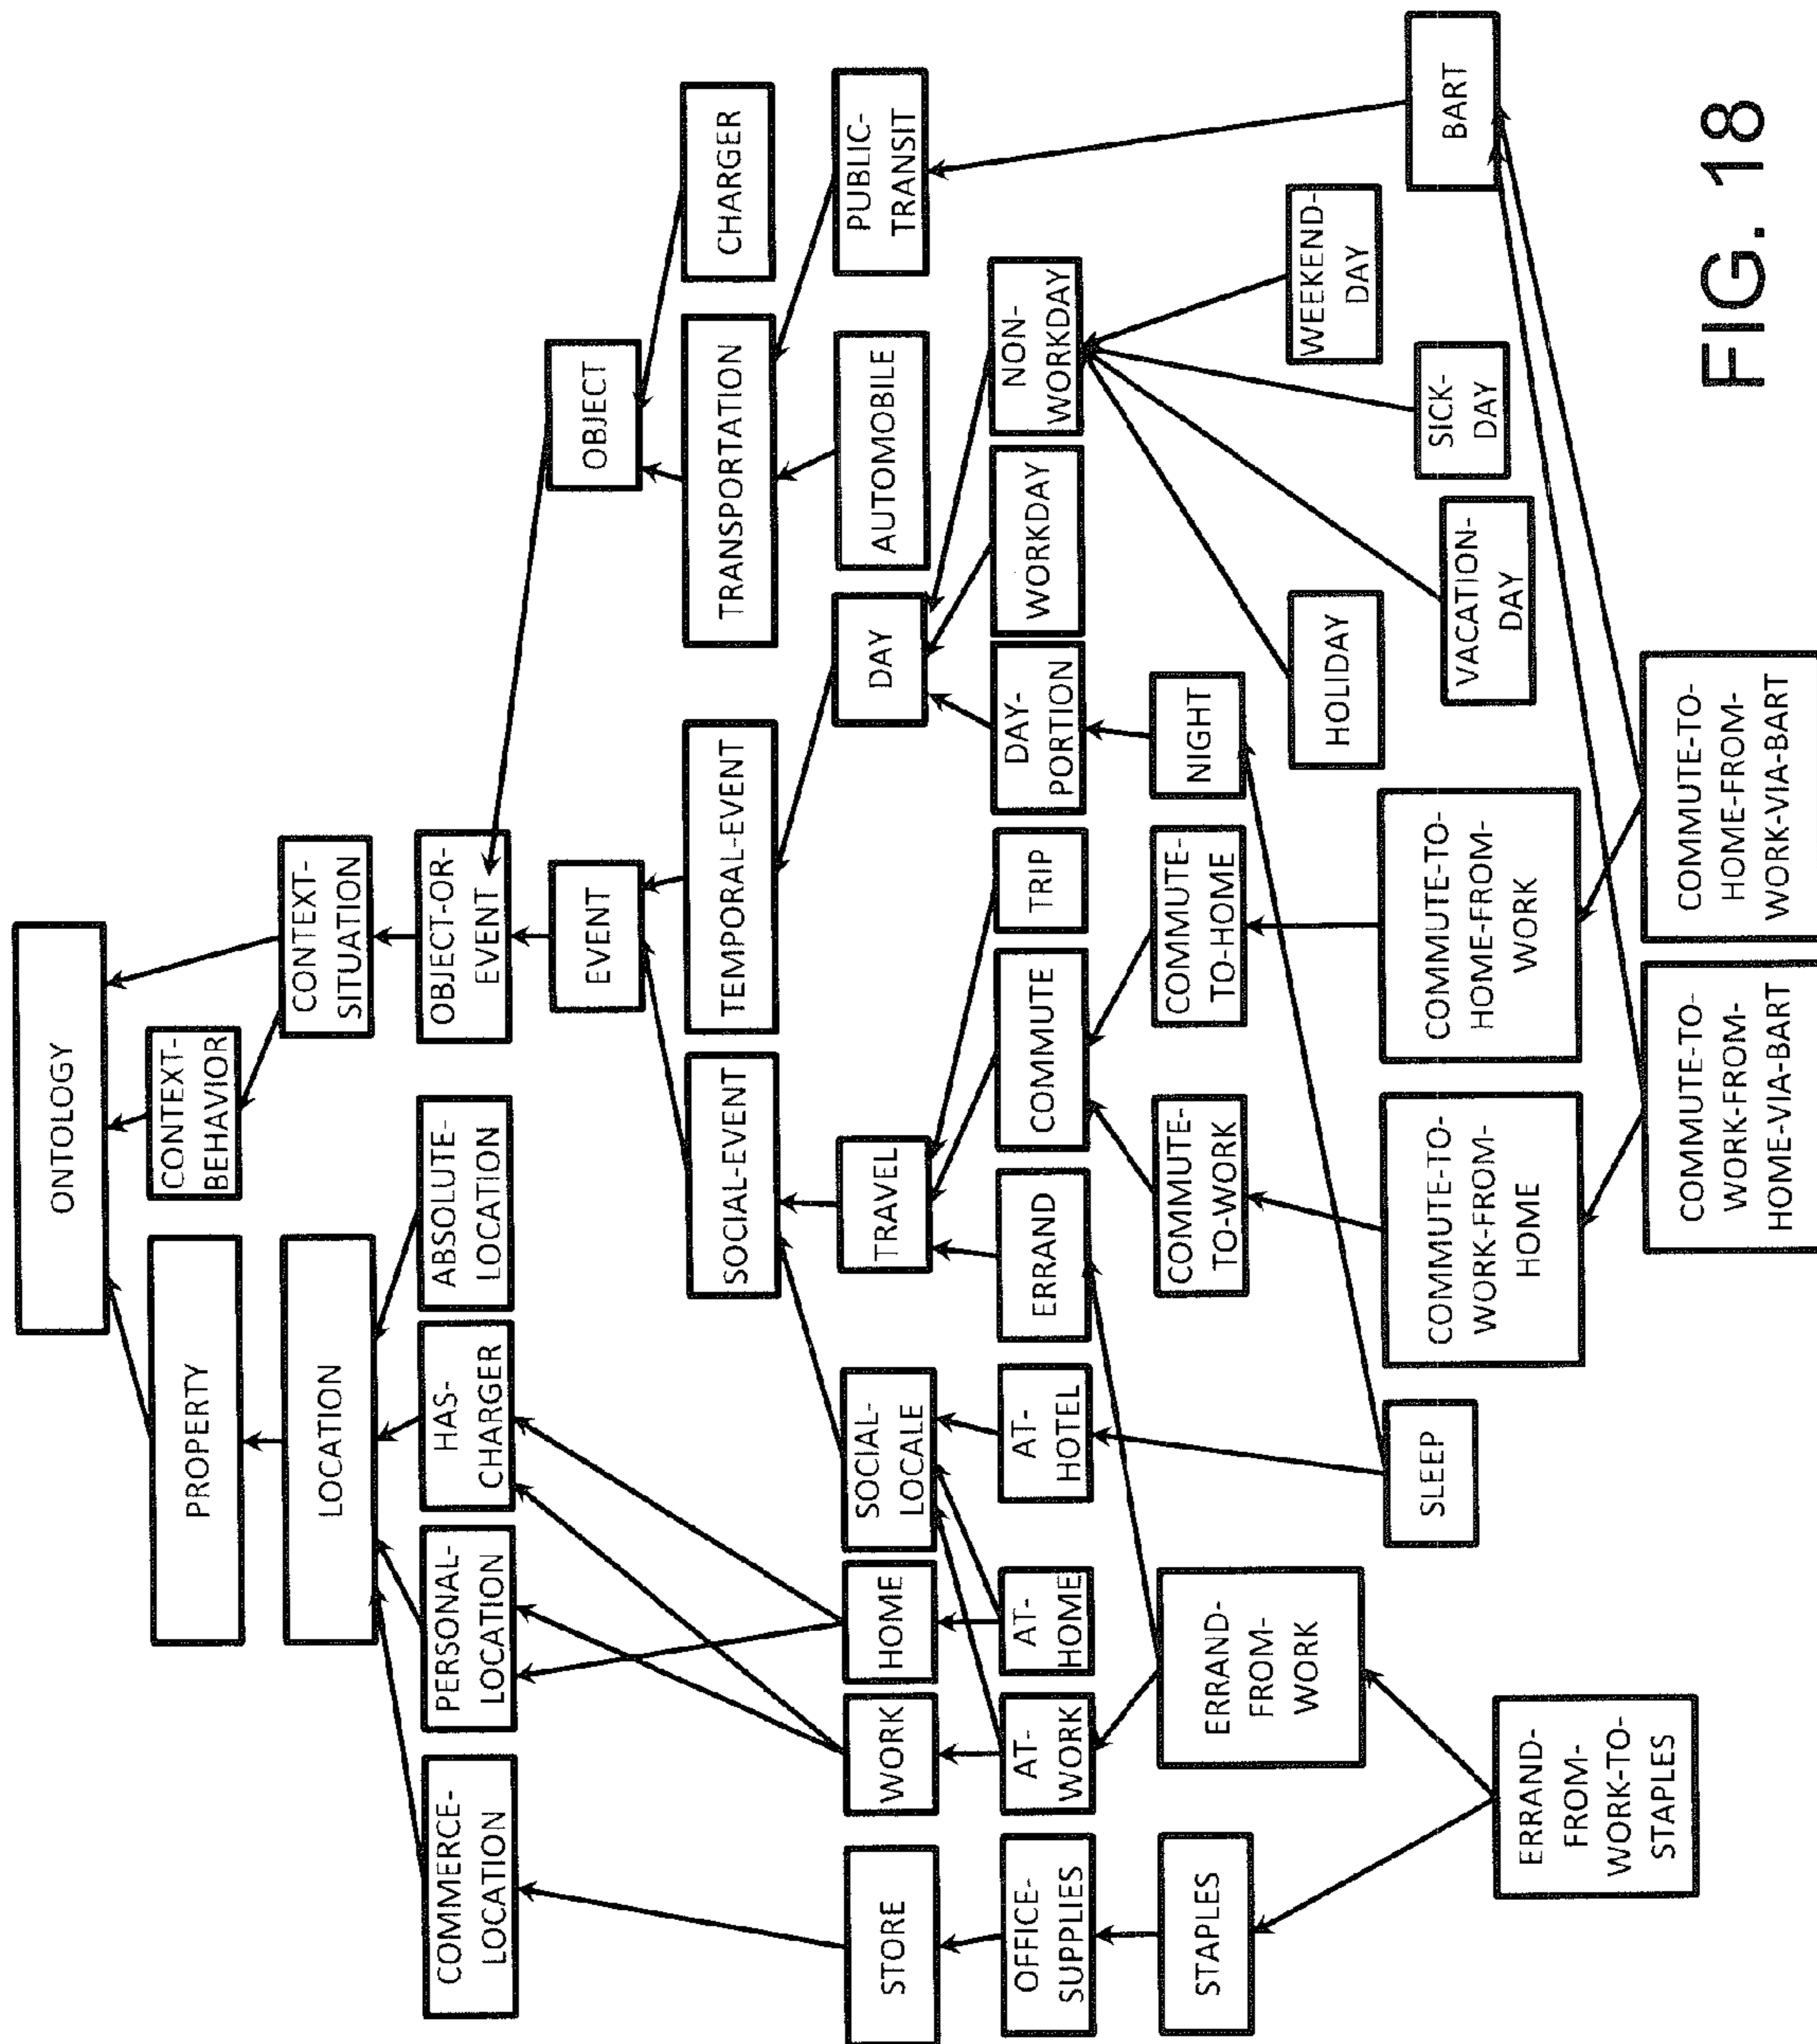 ONTOLOGY
PROPERTY
CONTEXT-
BEHAVIOR
CONTEXT-
SITUATION
LOCATION
COMMERCE-
LOCATION
PERSONAL-
LOCATION
HAS-
CHARGER
ABSOLUTE-
LOCATION
OBJECT-OR-
EVENT
EVENT
OBJECT
SOCIAL-EVENT
TEMPORAL-EVENT
TRANSPORTATION
CHARGER
STORE
WORK
HOME
SOCIAL-
LOCALE
TRAVEL
DAY
AUTOMOBILE
PUBLIC-
TRANSIT
OFFICE-
SUPPLIES
AT-
WORK
AT-
HOME
AT-
HOTEL
ERRAND
COMMUTE
TRIP
DAY-
PORTION
WORKDAY
NON-
WORKDAY
STAPLES
ERRAND-
FROM-
WORK
COMMUTE-
TO-WORK
COMMUTE-
TO-HOME
NIGHT
HOLIDAY
WEEKEND-
DAY
SLEEP
COMMUTE-TO-
WORK-FROM-
HOME
COMMUTE-TO-
HOME-FROM-
WORK
VACATION-
DAY
SICK-
DAY
BART
ERRAND-
FROM-
WORK-TO-
STAPLES
COMMUTE-TO-
WORK-FROM-
HOME-VIA-BART
COMMUTE-TO-
HOME-FROM-
WORK-VIA-BART
FIG. 18